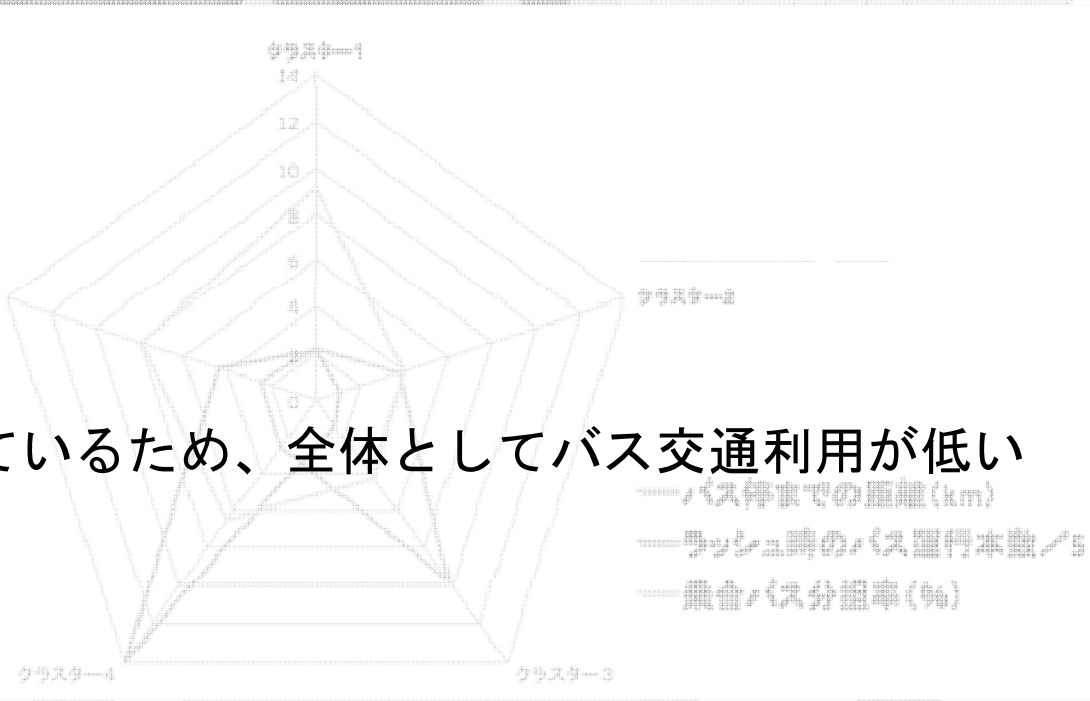 クラスター1
14
12
10
8
6
4
2
0
クラスター2
ているため、全体としてバス交通利用が低い
バス停までの距離(km)
ラッシュ時のバス運行本数/
バス分担率(%)
クラスター4
クラスター3